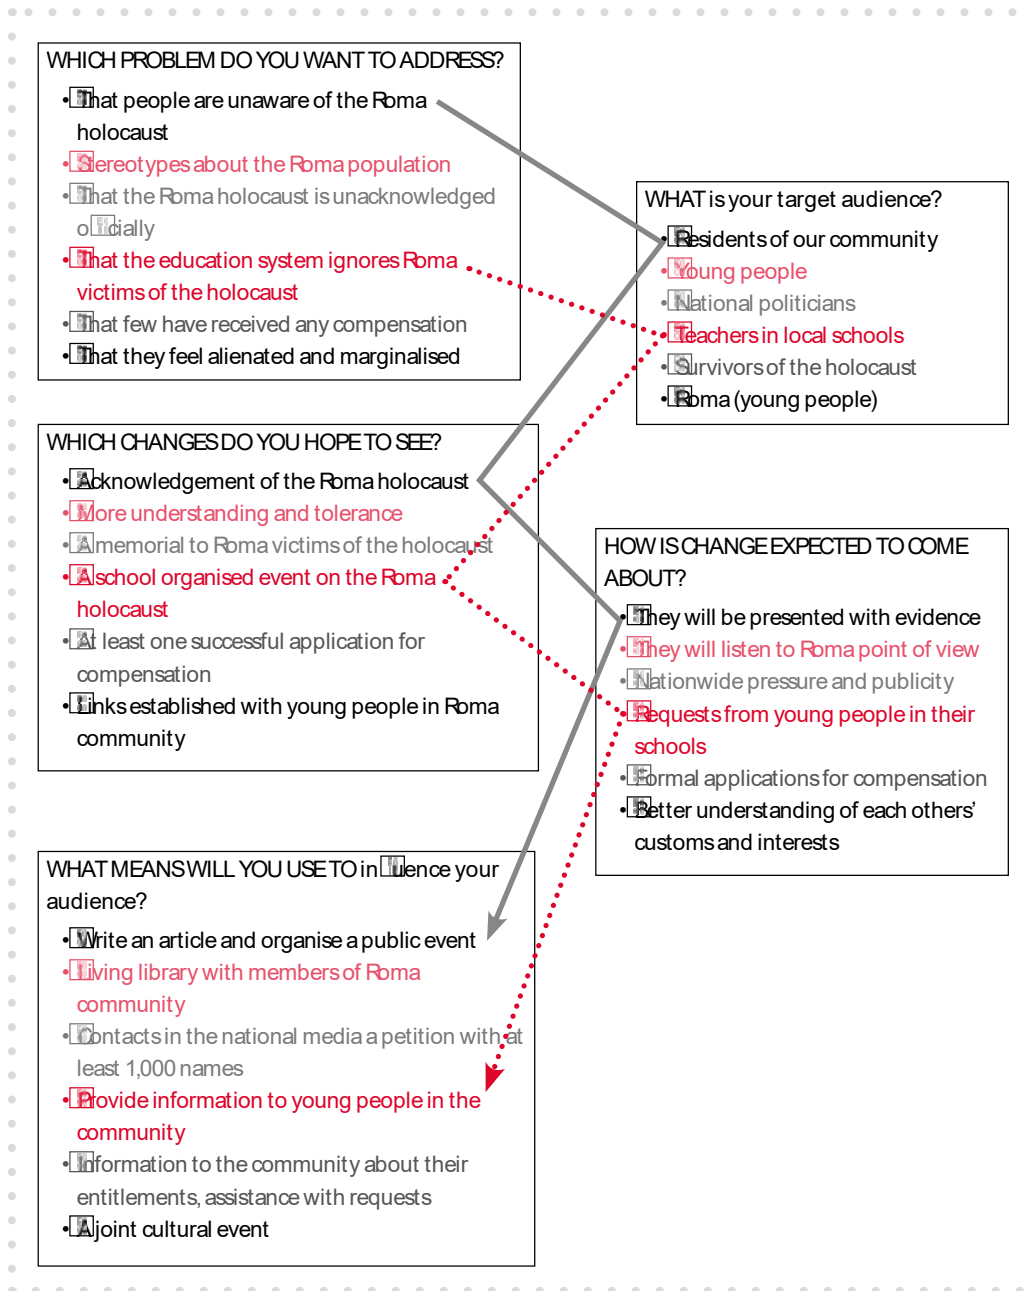 WHICH PROBLEM DO YOU WANT TO ADDRESS?
• That people are unaware of the Roma
holocaust
• Stereotypes about the Roma population
• That the Roma holocaust is unacknowledged
• That the education system ignores Roma
victims of the holocaust
• That few have received any compensation
• That they feel alienated and marginalised
WHAT is your target audience?
• Residents of our community
• Young people
• National politicians
• Teachers in local schools
• Survivors of the holocaust
• Roma (young people)
WHICH CHANGES DO YOU HOPE TO SEE?
• Acknowledgement of the Roma holocaust
• More understanding and tolerance
• A memorial to Roma victims of the holocaust
• A school organised event on the Roma
holocaust
• At least one successful application for
compensation
• Links established with young people in Roma
community
HOW IS CHANGE EXPECTED TO COME
ABOUT?
• They will be presented with evidence
• They will listen to Roma point of view
• Nationwide pressure and publicity
• Requests from young people in their
schools
• Formal applications for compensation
• Better understanding of each others’
customs and interests
WHAT MEANS WILL YOU USE TO your
audience?
• Write an article and organise a public event
• Living library with members of Roma
community
• Contacts in the national media a petition with at
least 1,000 names
• Provide information to young people in the
community
• Information to the community about their
entitlements, assistance with requests
• A joint cultural event